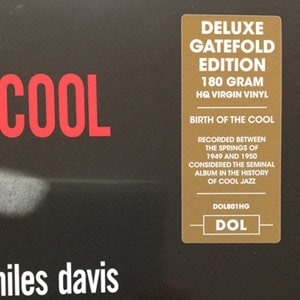 COOL
miles davis
DELUXE
GATEFOLD
EDITION
180 GRAM
HQ VIRGIN VINYL
BIRTH OF THE COOL
RECORDED BETWEEN
THE SPRINGS OF
1949 AND 1950
CONSIDERED THE SEMINAL
ALBUM IN THE HISTORY
OF COOL JAZZ
DOL801HG
DOL